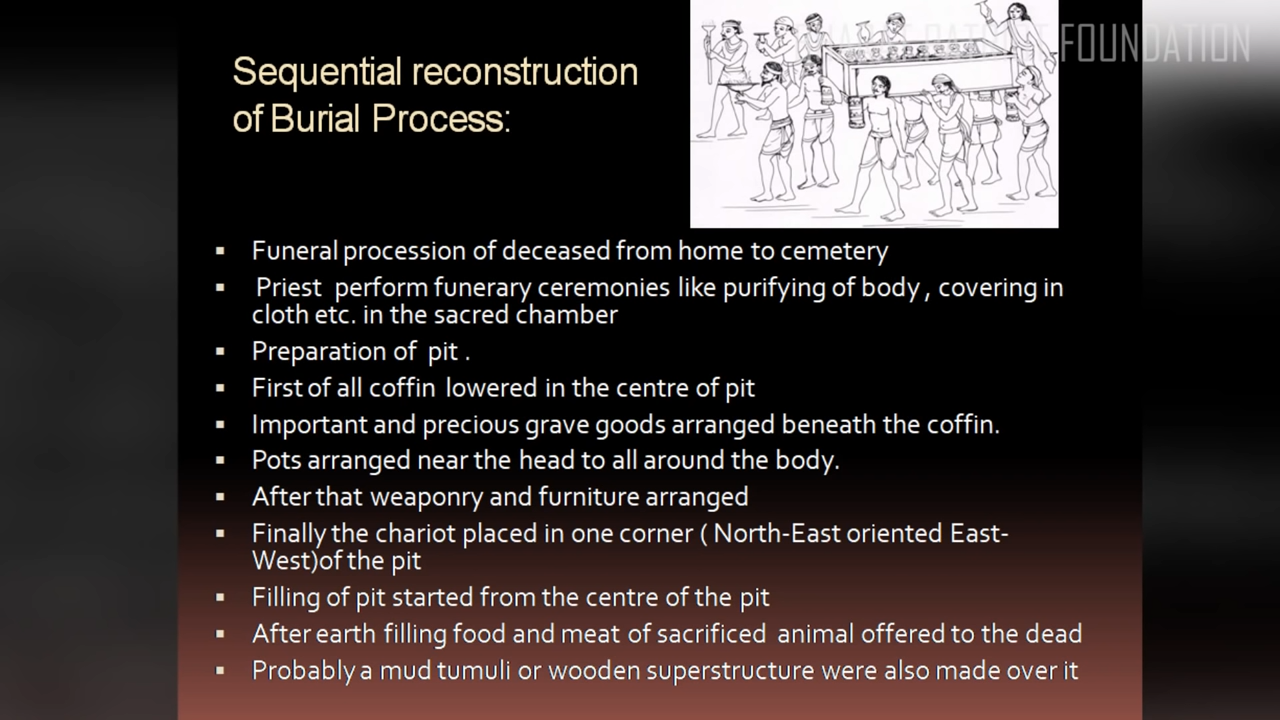 FOUNDATION
Sequential reconstruction
of Burial Process:
▪ Funeral procession of deceased from home to cemetery
▪ Priest perform funerary ceremonies like purifying of body , covering in
cloth etc. in the sacred chamber
▪ Preparation of pit .
▪ First of all coffin lowered in the centre of pit
▪ Important and precious grave goods arranged beneath the coffin.
▪ Pots arranged near the head to all around the body.
▪ After that weaponry and furniture arranged
▪ Finally the chariot placed in one corner ( North-East oriented East-
West)of the pit
▪ Filling of pit started from the centre of the pit
▪ After earth filling food and meat of sacrificed animal offered to the dead
▪ Probably a mud tumuli or wooden superstructure were also made over it